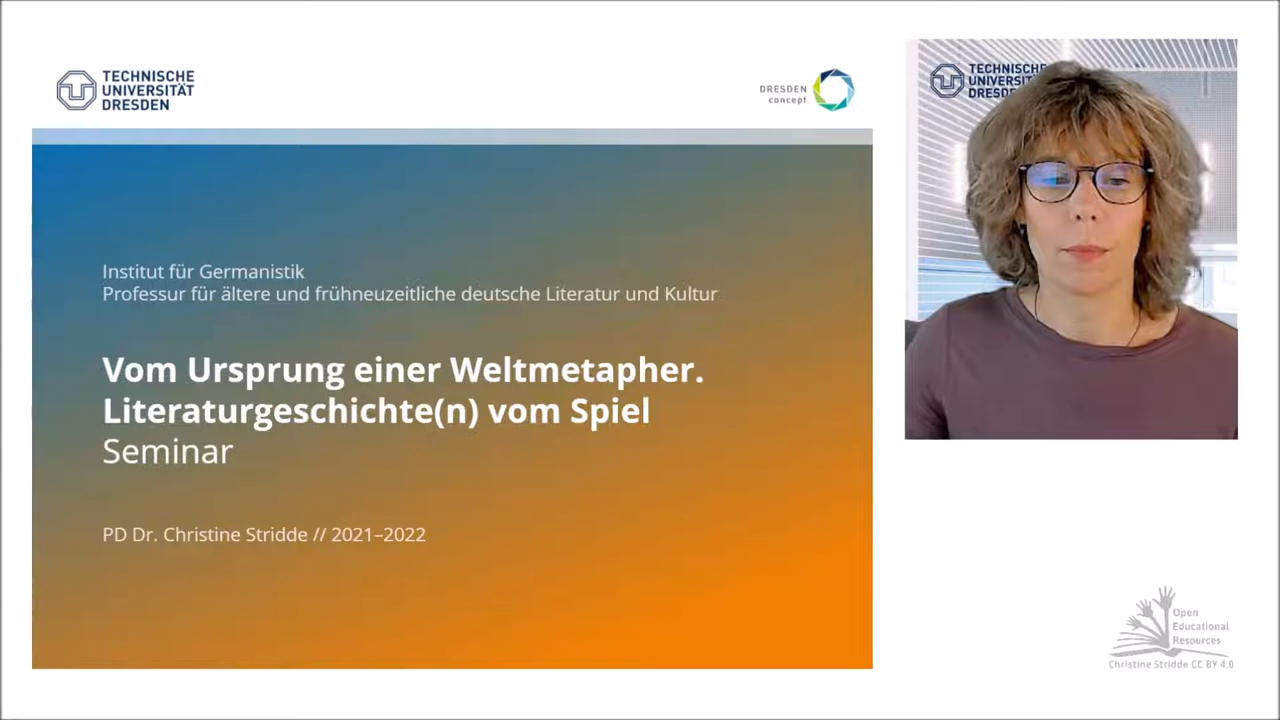 TECHNISCHE
UNIVERSITÄT
DRESDEN
DRESDEN
concept
Institut für Germanistik
Professur für ältere und frühneuzeitliche deutsche Literatur und Kultur
Vom Ursprung einer Weltmetapher.
Literaturgeschichte(n) vom Spiel
Seminar
PD Dr. Christine Stridde // 2021–2022
TECHNISCHE
UNIVERSIT
DRESD
Open
Educational
Resources
Christine Stridde CC BY 4.0